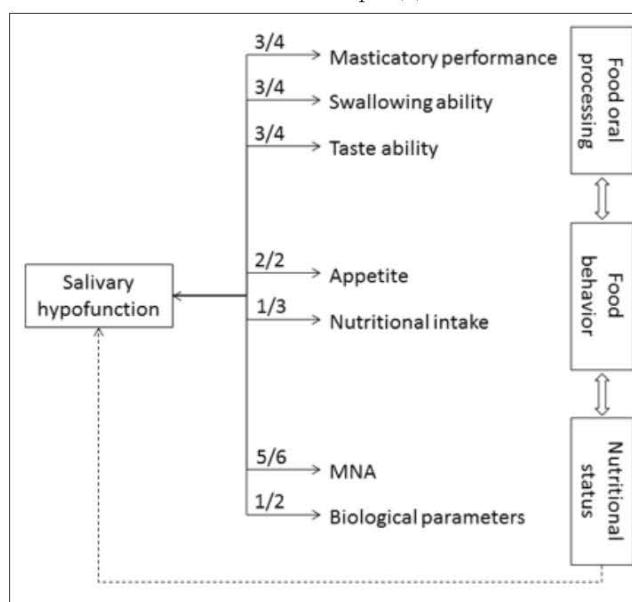 3/4
Masticatory performance
3/4
Swallowing ability
3/4
Taste ability
Food oral
processing
Salivary
hypofunction
2/2
Appetite
1/3
Nutritional intake
Food
behavior
5/6
MNA
1/2
Biological parameters
Nutritional
status